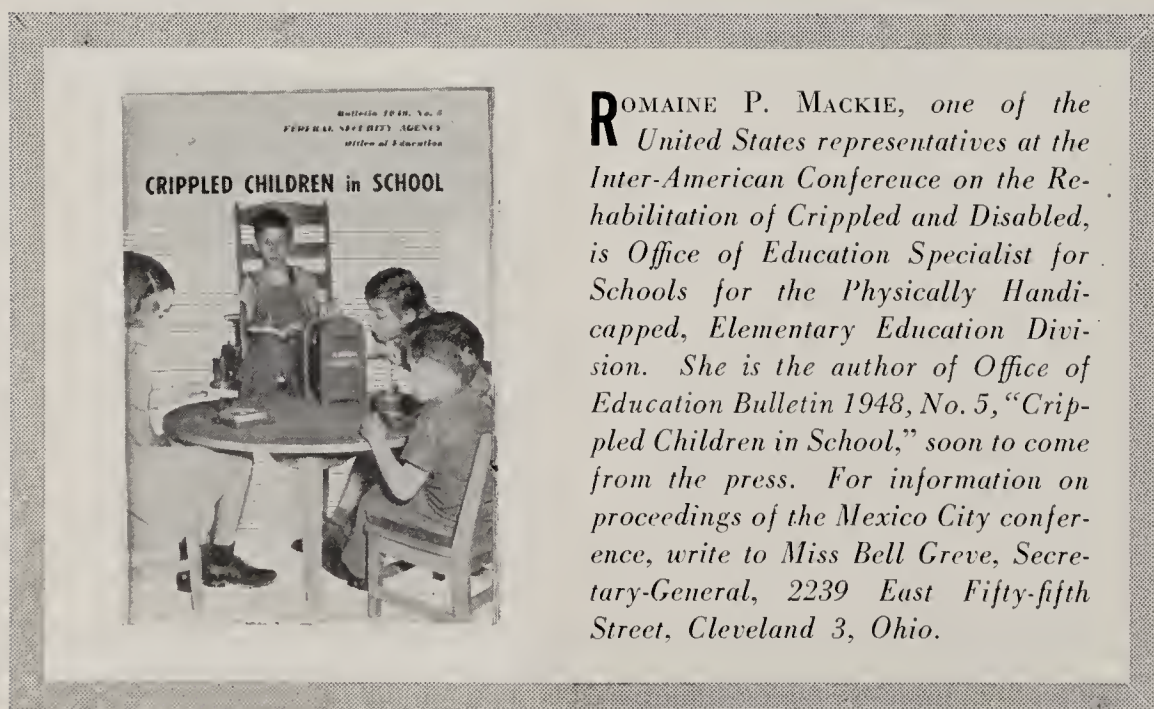 Bulletin 1948, No. 5
FEDERAL SECURITY AGENCY
Office of Education
CRIPPLED CHILDREN in SCHOOL
ROMAINE P. MACKIE, one of the
United States representatives at the
Inter-American Conference on the Re-
habilitation of Crippled and Disabled,
is Office of Education Specialist for
Schools for the Physically Handi-
capped, Elementary Education Divi-
sion. She is the author of Office of
Education Bulletin 1948, No. 5, “Crip-
pled Children in School,” soon to come
from the press. For information on
proceedings of the Mexico City confer-
ence, write to Miss Bell Greve, Secre-
tary-General, 2239 East Fifty-fifth
Street, Cleveland 3, Ohio.